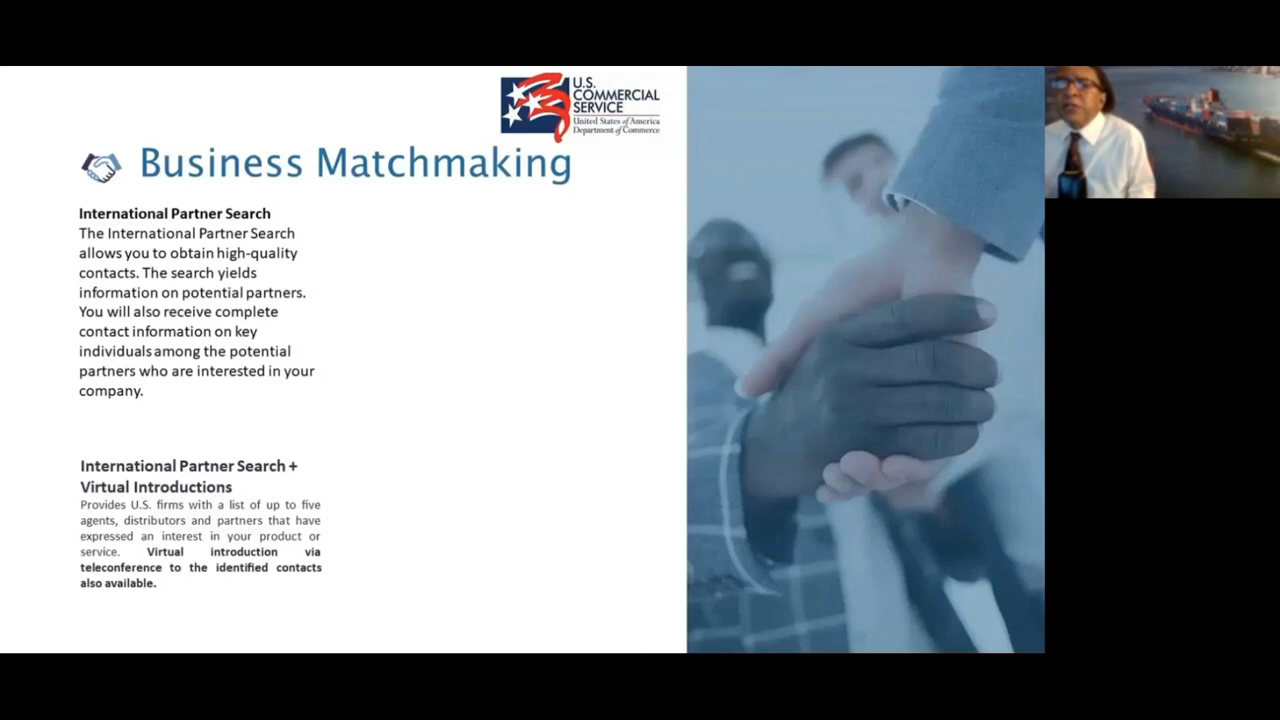 U.S.
COMMERCIAL
SERVICE
United States of America
Department of Commerce
Business Matchmaking
International Partner Search
The International Partner Search
allows you to obtain high-quality
contacts. The search yields
information on potential partners.
You will also receive complete
contact information on key
individuals among the potential
partners who are interested in your
company.
International Partner Search +
Virtual Introductions
Provides U.S. firms with a list of up to five
agents, distributors and partners that have
expressed an interest in your product or
service. Virtual introduction via
teleconference to the identified contacts
also available.